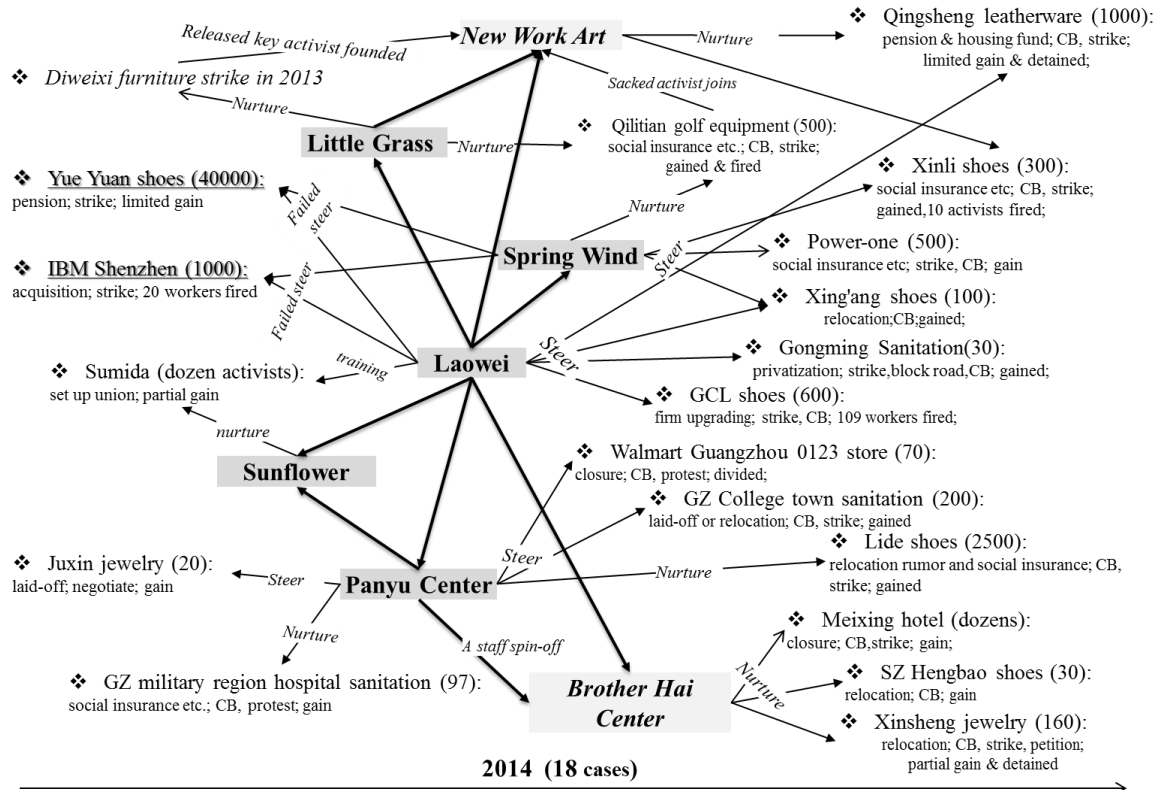 New Work Art
❖ Qingsheng leatherware (1000):
pension & housing fund; CB, strike;
limited gain & detained;
Nurture
Released key activist founded
❖ Diweixi furniture strike in 2013
Nurture
Sacked activist joins
Little Grass
Nurture
❖ Qilitian golf equipment (500):
social insurance etc.; CB, strike;
gained & fired
❖ Xinli shoes (300):
social insurance etc; CB, strike;
gained,10 activists fired;
❖ Yue Yuan shoes (40000):
pension; strike; limited gain
Failed
steer
Nurture
Spring Wind
Steer
❖ Power-one (500):
social insurance etc; strike, CB; gain
❖ IBM Shenzhen (1000):
acquisition; strike; 20 workers fired
Failed steer
❖ Xing'ang shoes (100):
relocation;CB;gained;
Laowei
Steer
❖ Gongming Sanitation(30):
privatization; strike,block road,CB; gained;
training
❖ Sumida (dozen activists):
set up union; partial gain
❖ GCL shoes (600):
firm upgrading; strike, CB; 109 workers fired;
nurture
Sunflower
❖ Walmart Guangzhou 0123 store (70):
closure; CB, protest; divided;
❖ GZ College town sanitation (200):
laid-off or relocation; CB, strike; gained
❖ Lide shoes (2500):
relocation rumor and social insurance; CB,
strike; gained
Steer
Nurture
❖ Juxin jewelry (20):
laid-off; negotiate; gain
Steer
Panyu Center
Nurture
A staff spin-off
❖ Meixing hotel (dozens):
closure; CB,strike; gain;
❖ GZ military region hospital sanitation (97):
social insurance etc.; CB, protest; gain
Brother Hai
Center
Nurture
❖ SZ Hengbao shoes (30):
relocation; CB; gain
❖ Xinsheng jewelry (160):
relocation; CB, strike, petition;
partial gain & detained
2014 (18 cases)